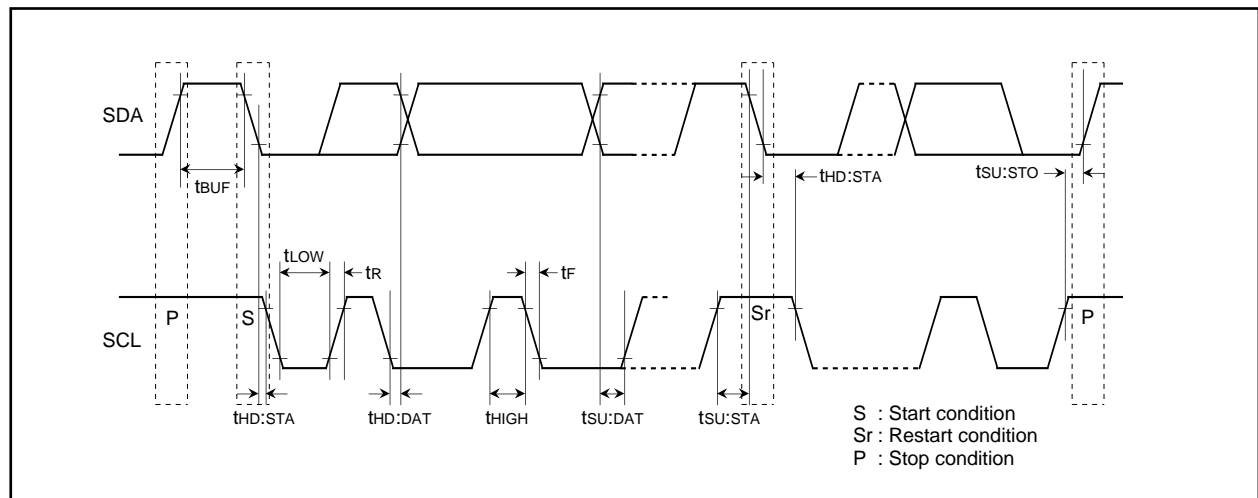 SDA
tBUF
tHD:STA
tSU:STO
tLOW
tR
tF
P
S
Sr
P
SCL
tHD:STA
tHD:DAT
tHIGH
tSU:DAT
tSU:STA
S : Start condition
Sr : Restart condition
P : Stop condition